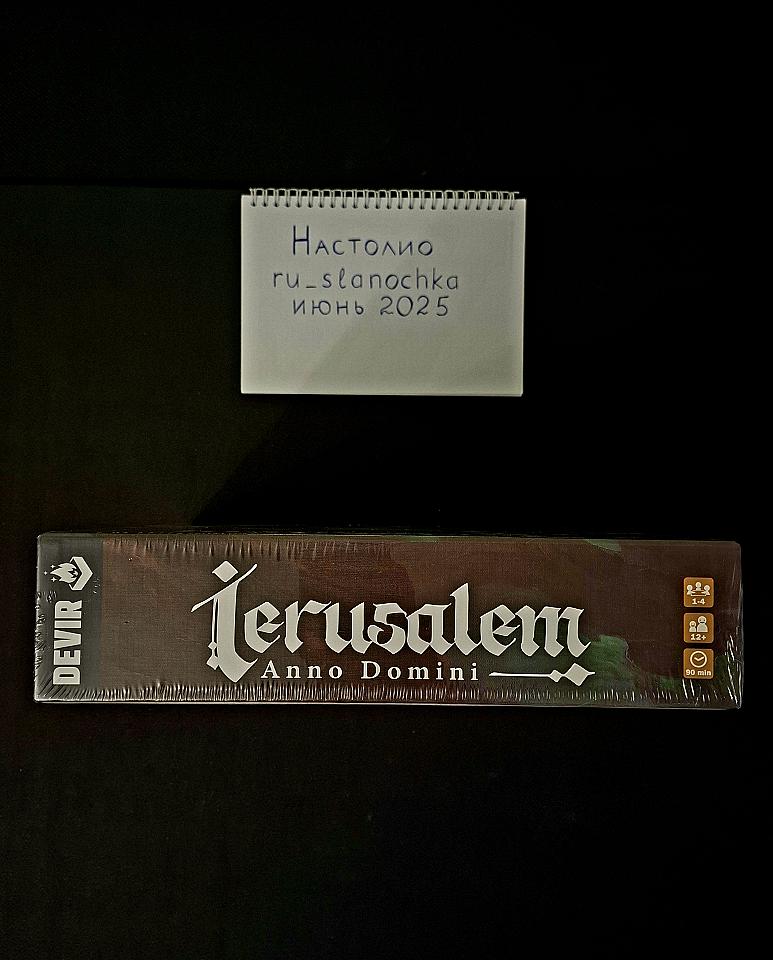 Настолио
ru_slanochka
июнь 2025
DEVIR
Ierusalem
Anno Domini
1-4
12+
90 min